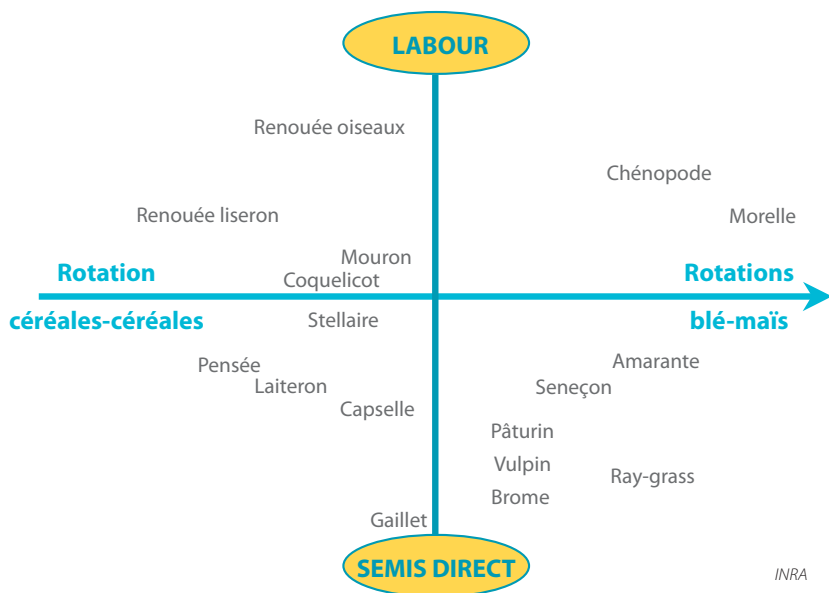 LABOUR
Renouée oiseaux
Chénopode
Renouée liseron
Morelle
Mouron
Rotation
Rotations
Coquelicot
céréales-céréales
Stellaire
blé-maïs
Pensée
Amarante
Laiteron
Seneçon
Capselle
Pâturin
Vulpin
Ray-grass
Brome
Gaillet
SEMIS DIRECT
INRA